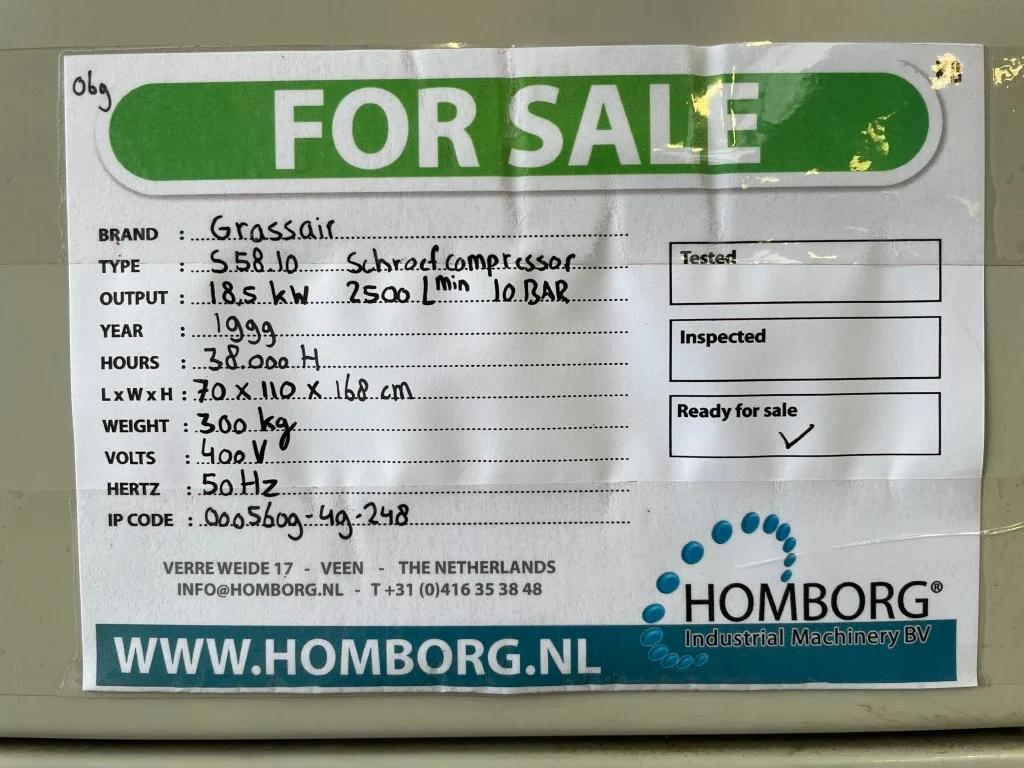 069
FOR SALE
BRAND : Grassair
TYPE : S.58.10 Schroefcompressor
OUTPUT : 18,5 kW 2500 L min 10 BAR
YEAR : 1999
HOURS : 38.000 H
L x W x H : 70 x 110 x 168 cm
WEIGHT : 300 kg
VOLTS : 400 V
HERTZ : 50 Hz
IP CODE : 0005609-49-248
Tested
Inspected
Ready for sale ✓
VERRE WEIDE 17 - VEEN - THE NETHERLANDS
INFO@HOMBORG.NL - T +31 (0)416 35 38 48
WWW.HOMBORG.NL
HOMBORG®
Industrial Machinery BV